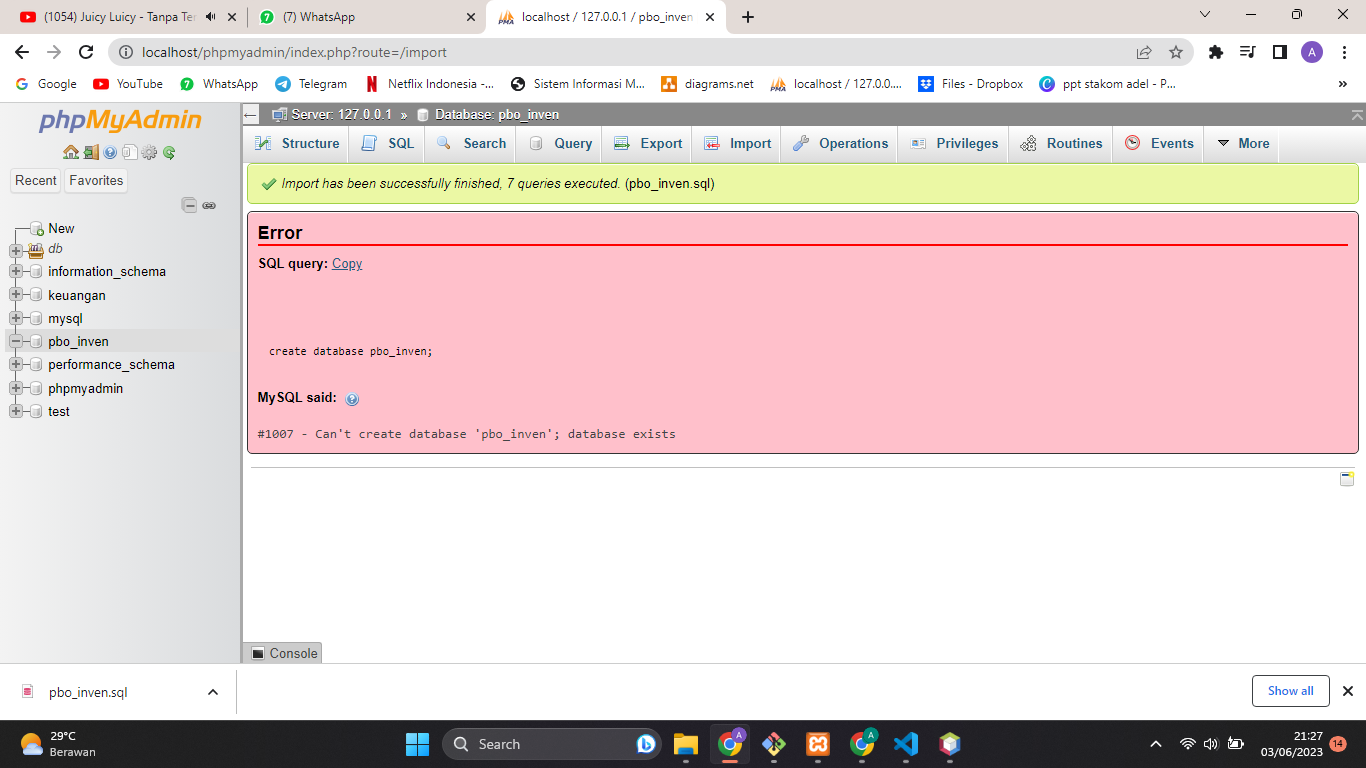 (1054) Juicy Luicy - Tanpa Ter
(7) WhatsApp
localhost / 127.0.0.1 / pbo_inven
localhost/phpmyadmin/index.php?route=/import
A
Google
YouTube
WhatsApp
Telegram
Netflix Indonesia -...
Sistem Informasi M...
diagrams.net
localhost / 127.0.0....
Files - Dropbox
ppt stakom adel - P...
»
phpMyAdmin
Recent
Favorites
New
db
information_schema
keuangan
mysql
pbo_inven
performance_schema
phpmyadmin
test
Server: 127.0.0.1 » Database: pbo_inven
Structure
SQL
Search
Query
Export
Import
Operations
Privileges
Routines
Events
More
Import has been successfully finished, 7 queries executed. (pbo_inven.sql)
Error
SQL query: Copy
create database pbo_inven;
MySQL said:
#1007 - Can't create database 'pbo_inven'; database exists
Console
pbo_inven.sql
Show all
29°C
Berawan
Search
21:27
03/06/2023
14